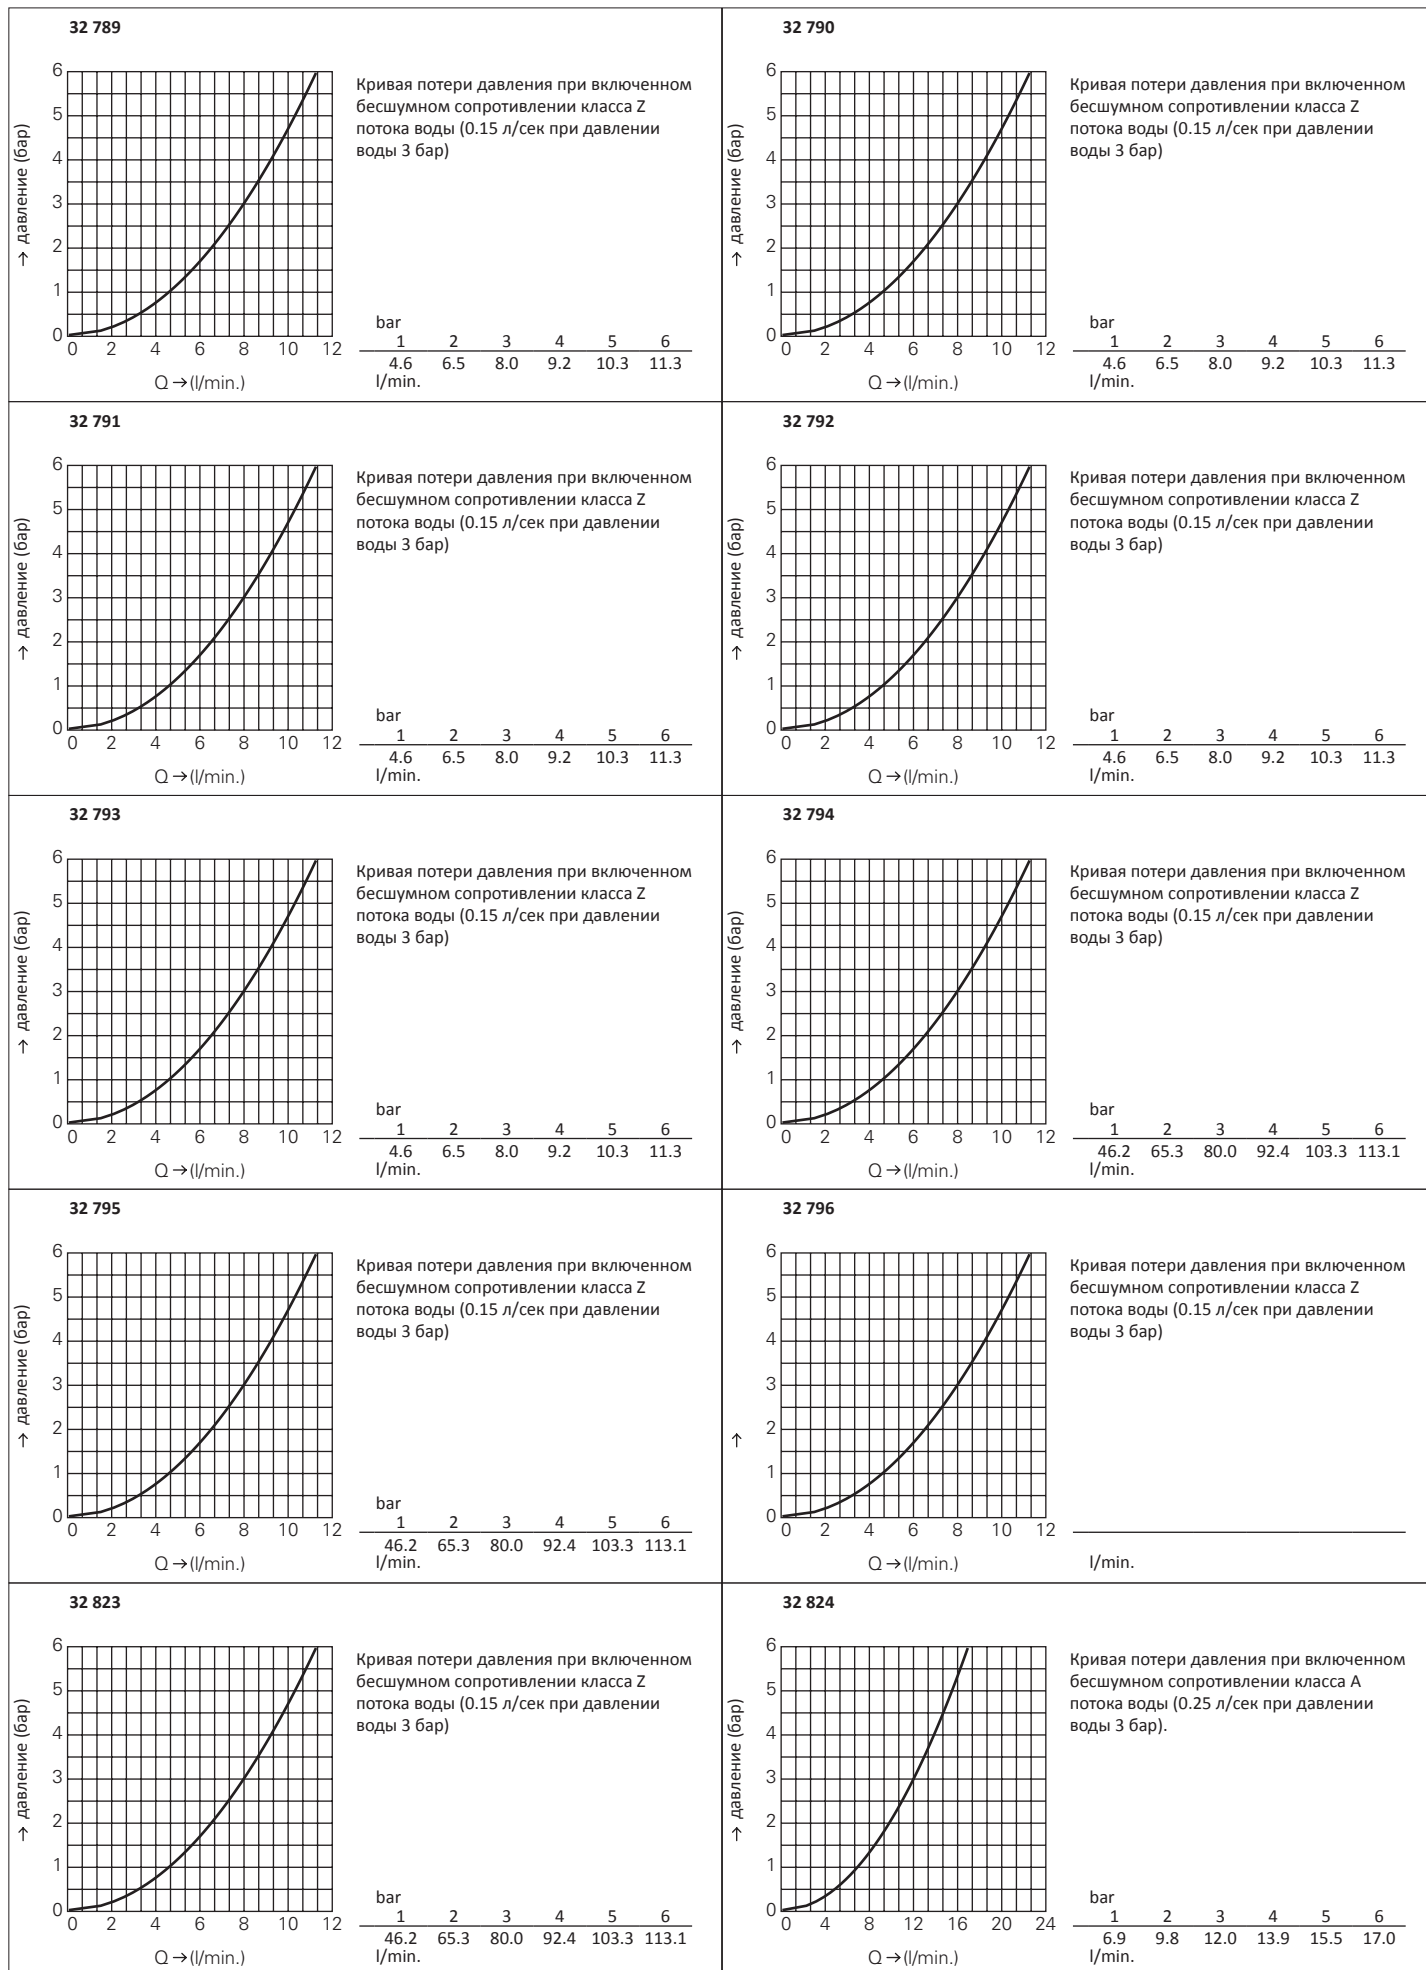 32 789
6
5
4
3
2
1
0
0 2 4 6 8 10 12
→ давление (бар)
Q →(l/min.)
Кривая потери давления при включенном
бесшумном сопротивлении класса Z
потока воды (0.15 л/сек при давлении
воды 3 бар)
bar
1 2 3 4 5 6
4.6 6.5 8.0 9.2 10.3 11.3
l/min.
32 790
6
5
4
3
2
1
0
0 2 4 6 8 10 12
→ давление (бар)
Q →(l/min.)
Кривая потери давления при включенном
бесшумном сопротивлении класса Z
потока воды (0.15 л/сек при давлении
воды 3 бар)
bar
1 2 3 4 5 6
4.6 6.5 8.0 9.2 10.3 11.3
l/min.
32 791
6
5
4
3
2
1
0
0 2 4 6 8 10 12
→ давление (бар)
Q →(l/min.)
Кривая потери давления при включенном
бесшумном сопротивлении класса Z
потока воды (0.15 л/сек при давлении
воды 3 бар)
bar
1 2 3 4 5 6
4.6 6.5 8.0 9.2 10.3 11.3
l/min.
32 792
6
5
4
3
2
1
0
0 2 4 6 8 10 12
→ давление (бар)
Q →(l/min.)
Кривая потери давления при включенном
бесшумном сопротивлении класса Z
потока воды (0.15 л/сек при давлении
воды 3 бар)
bar
1 2 3 4 5 6
4.6 6.5 8.0 9.2 10.3 11.3
l/min.
32 793
6
5
4
3
2
1
0
0 2 4 6 8 10 12
→ давление (бар)
Q →(l/min.)
Кривая потери давления при включенном
бесшумном сопротивлении класса Z
потока воды (0.15 л/сек при давлении
воды 3 бар)
bar
1 2 3 4 5 6
4.6 6.5 8.0 9.2 10.3 11.3
l/min.
32 794
6
5
4
3
2
1
0
0 2 4 6 8 10 12
→ давление (бар)
Q →(l/min.)
Кривая потери давления при включенном
бесшумном сопротивлении класса Z
потока воды (0.15 л/сек при давлении
воды 3 бар)
bar
1 2 3 4 5 6
46.2 65.3 80.0 92.4 103.3 113.1
l/min.
32 795
6
5
4
3
2
1
0
0 2 4 6 8 10 12
→ давление (бар)
Q →(l/min.)
Кривая потери давления при включенном
бесшумном сопротивлении класса Z
потока воды (0.15 л/сек при давлении
воды 3 бар)
bar
1 2 3 4 5 6
46.2 65.3 80.0 92.4 103.3 113.1
l/min.
32 796
6
5
4
3
2
1
0
0 2 4 6 8 10 12
→
Q →(l/min.)
Кривая потери давления при включенном
бесшумном сопротивлении класса Z
потока воды (0.15 л/сек при давлении
воды 3 бар)
l/min.
32 823
6
5
4
3
2
1
0
0 2 4 6 8 10 12
→ давление (бар)
Q →(l/min.)
Кривая потери давления при включенном
бесшумном сопротивлении класса Z
потока воды (0.15 л/сек при давлении
воды 3 бар)
bar
1 2 3 4 5 6
46.2 65.3 80.0 92.4 103.3 113.1
l/min.
32 824
6
5
4
3
2
1
0
0 4 8 12 16 20 24
→ давление (бар)
Q →(l/min.)
Кривая потери давления при включенном
бесшумном сопротивлении класса A
потока воды (0.25 л/сек при давлении
воды 3 бар).
bar
1 2 3 4 5 6
6.9 9.8 12.0 13.9 15.5 17.0
l/min.